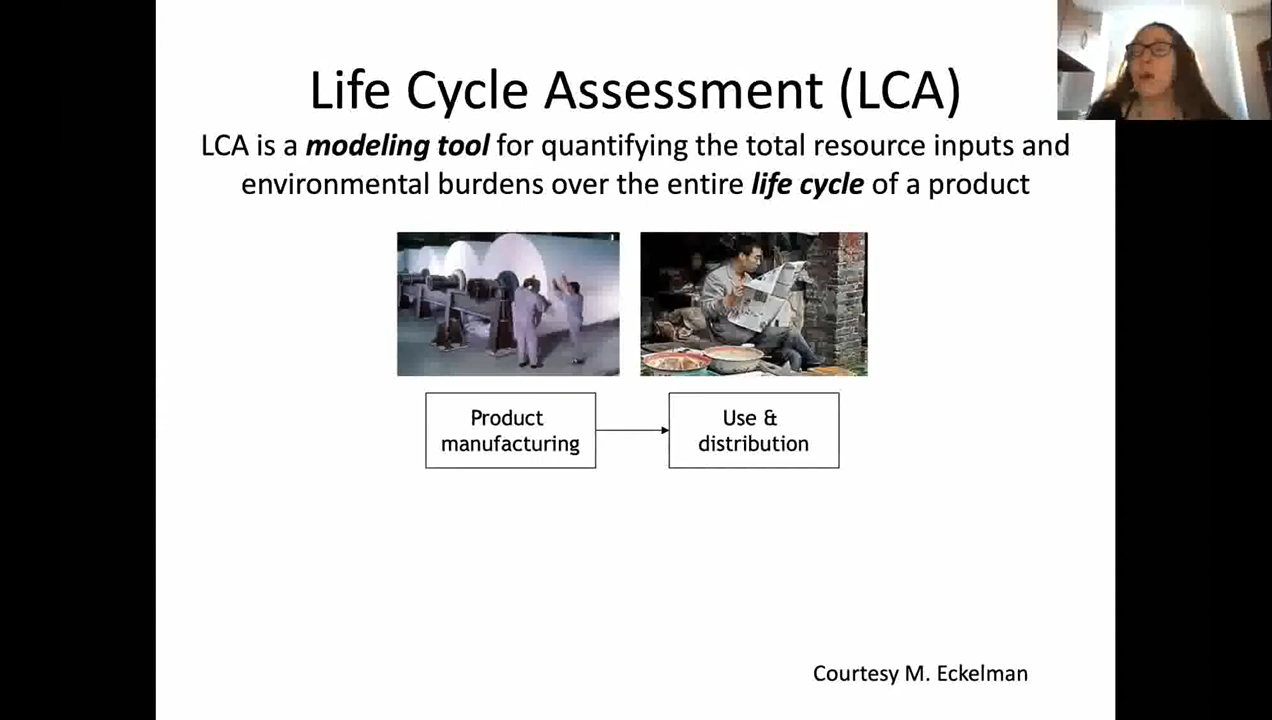 Life Cycle Assessment (LCA)
LCA is a modeling tool for quantifying the total resource inputs and
environmental burdens over the entire life cycle of a product
Product
manufacturing
Use &
distribution
Courtesy M. Eckelman